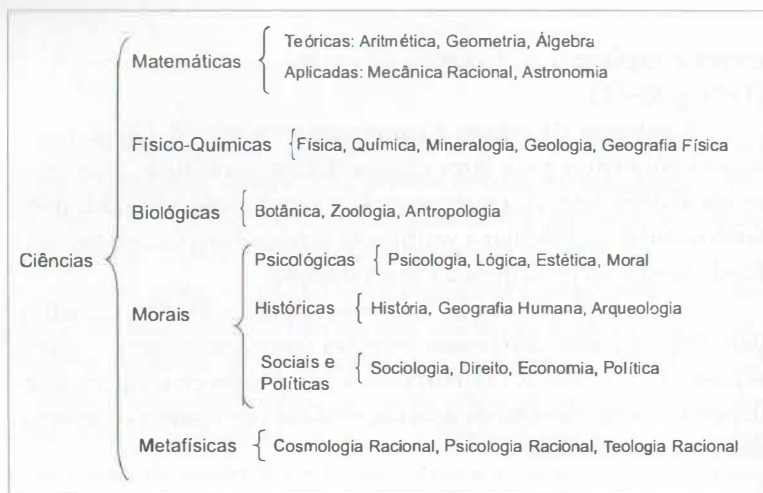 Ciências
Matemáticas
Teóricas: Aritmética, Geometria, Álgebra
Aplicadas: Mecânica Racional, Astronomia
Físico-Químicas
Física, Química, Mineralogia, Geologia, Geografia Física
Biológicas
Botânica, Zoologia, Antropologia
Morais
Psicológicas
Psicologia, Lógica, Estética, Moral
Históricas
História, Geografia Humana, Arqueologia
Sociais e
Políticas
Sociologia, Direito, Economia, Política
Metafísicas
Cosmologia Racional, Psicologia Racional, Teologia Racional